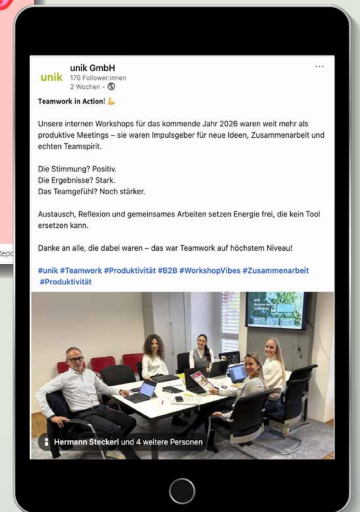 unik GmbH
unik
176 Follower:innen
2 Wochen •
Teamwork in Action! 💪
Unsere internen Workshops für das kommende Jahr 2026 waren weit mehr als
produktive Meetings – sie waren Impulsgeber für neue Ideen, Zusammenarbeit und
echten Teamspirit.
Die Stimmung? Positiv.
Die Ergebnisse? Stark.
Das Teamgefühl? Noch stärker.
Austausch, Reflexion und gemeinsames Arbeiten setzen Energie frei, die kein Tool
ersetzen kann.
Danke an alle, die dabei waren – das war Teamwork auf höchstem Niveau!
#unik #Teamwork #Produktivität #B2B #WorkshopVibes #Zusammenarbeit
#Produktivität
Hermann Steckerl und 4 weitere Personen